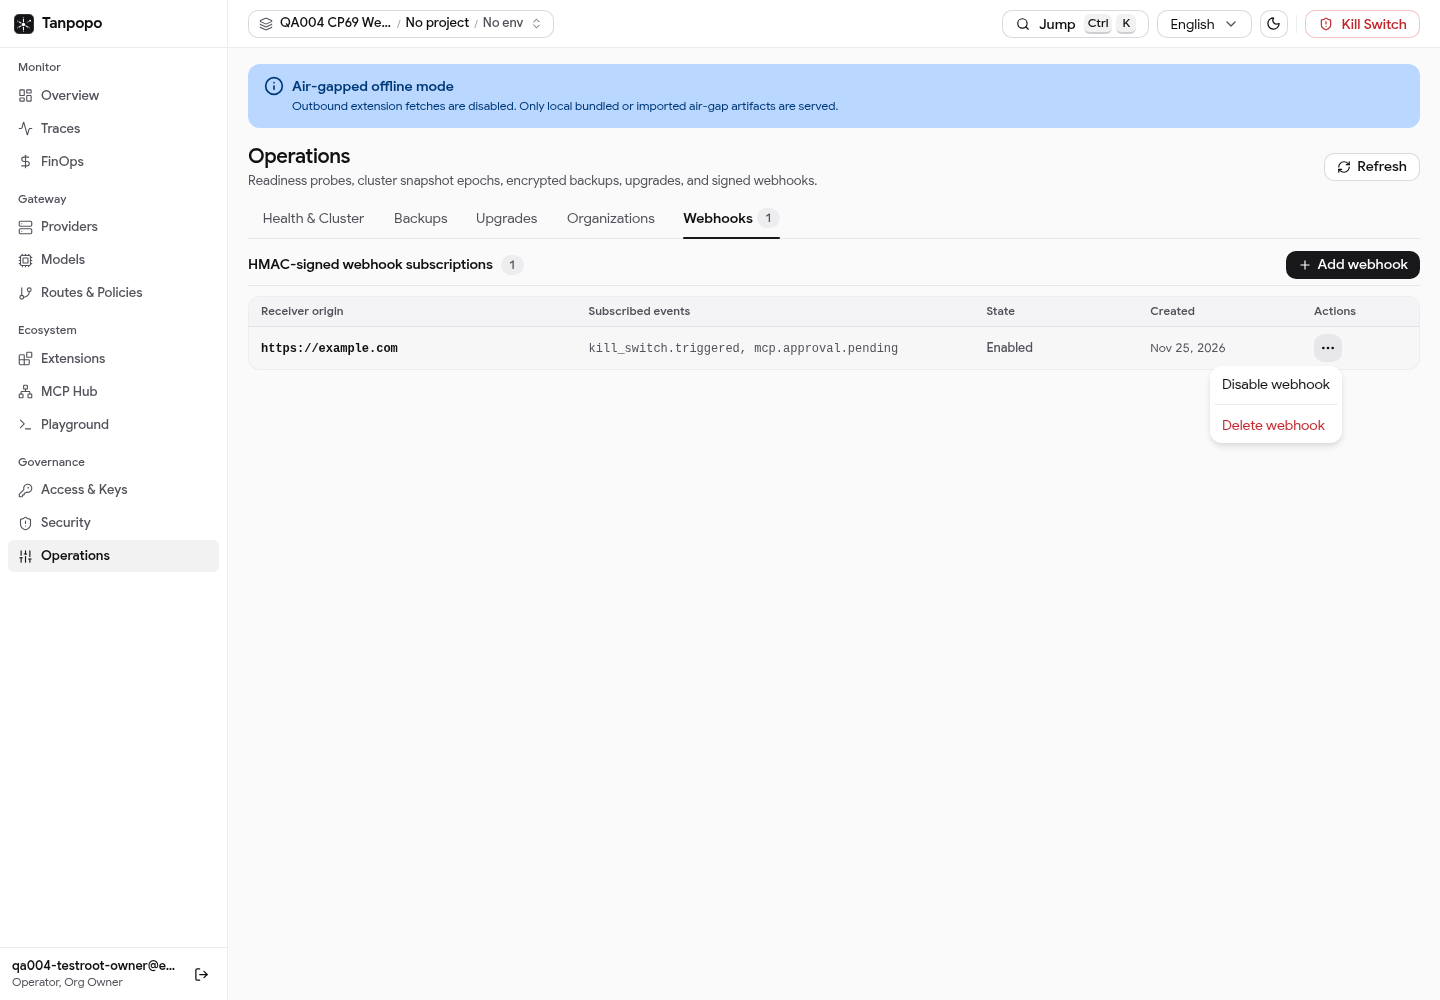 Tanpopo
QA004 CP69 We... / No project / No env
Jump Ctrl K
English
Kill Switch
Monitor
Overview
Traces
FinOps
Gateway
Providers
Models
Routes & Policies
Ecosystem
Extensions
MCP Hub
Playground
Governance
Access & Keys
Security
Operations
qa004-testroot-owner@e...
Operator, Org Owner
Air-gapped offline mode
Outbound extension fetches are disabled. Only local bundled or imported air-gap artifacts are served.
Operations
Readiness probes, cluster snapshot epochs, encrypted backups, upgrades, and signed webhooks.
Refresh
Health & Cluster Backups Upgrades Organizations Webhooks 1
HMAC-signed webhook subscriptions 1
+ Add webhook
Receiver origin Subscribed events State Created Actions
https://example.com kill_switch.triggered, mcp.approval.pending Enabled Nov 25, 2026
Disable webhook
Delete webhook